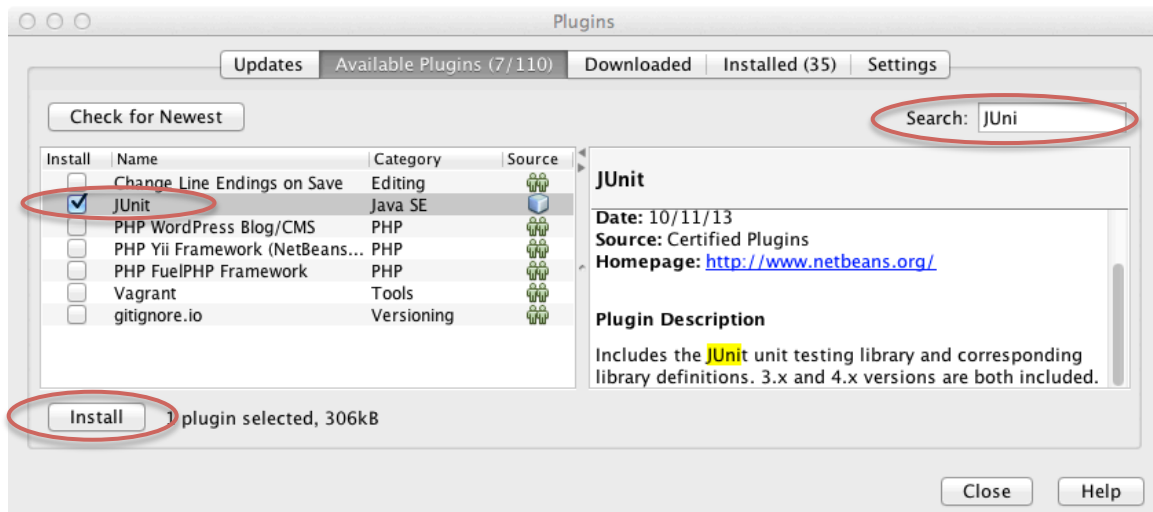 Plugins
Updates Available Plugins (7/110) Downloaded Installed (35) Settings
Check for Newest
Search: JUni
Install Name Category Source
Change Line Endings on Save Editing
JUnit Java SE
PHP WordPress Blog/CMS PHP
PHP Yii Framework (NetBeans... PHP
PHP FuelPHP Framework PHP
Vagrant Tools
gitignore.io Versioning
JUnit
Date: 10/11/13
Source: Certified Plugins
Homepage: http://www.netbeans.org/
Plugin Description
Includes the JUnit unit testing library and corresponding
library definitions. 3.x and 4.x versions are both included.
Install 1 plugin selected, 306kB
Close Help